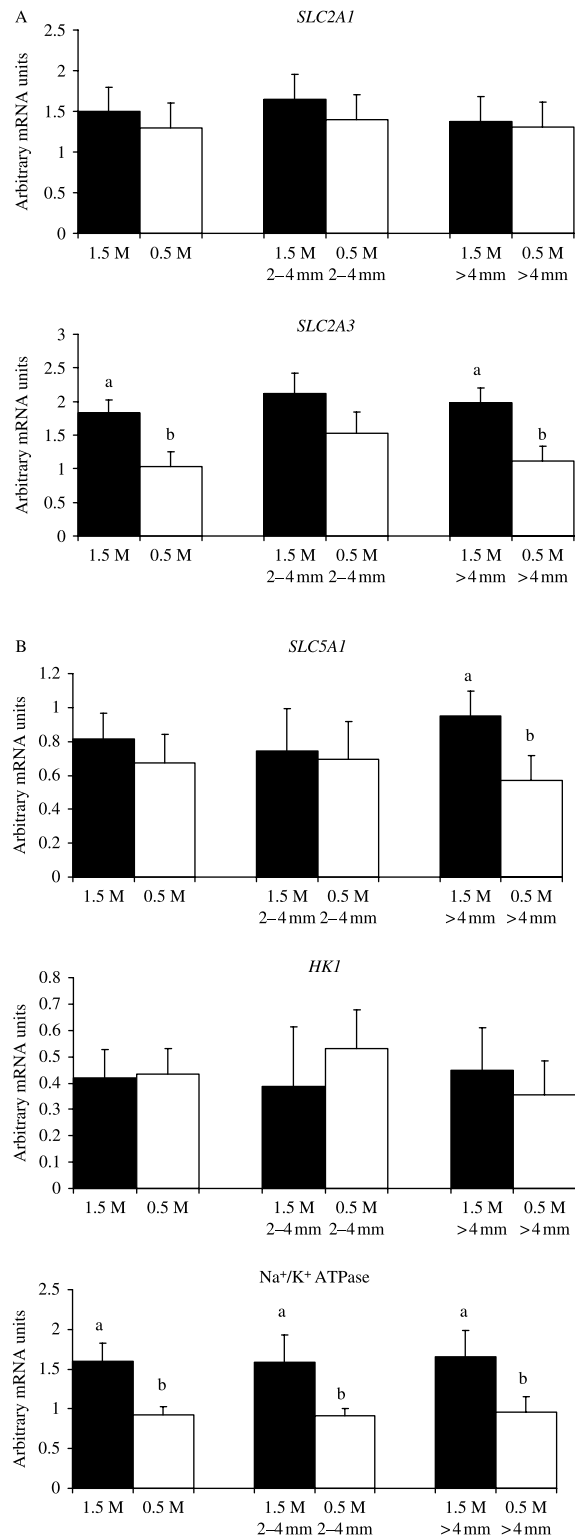 A
SLC2A1
Arbitrary mRNA units
2.5
2
1.5
1
0.5
0
1.5 M 0.5 M 1.5 M 0.5 M 1.5 M 0.5 M
2–4 mm 2–4 mm >4 mm >4 mm
SLC2A3
Arbitrary mRNA units
3
2.5
2
1.5
1
0.5
0
a b a b
1.5 M 0.5 M 1.5 M 0.5 M 1.5 M 0.5 M
2–4 mm 2–4 mm >4 mm >4 mm
B
SLC5A1
Arbitrary mRNA units
1.2
1
0.8
0.6
0.4
0.2
0
a b
1.5 M 0.5 M 1.5 M 0.5 M 1.5 M 0.5 M
2–4 mm 2–4 mm >4 mm >4 mm
HK1
Arbitrary mRNA units
0.8
0.7
0.6
0.5
0.4
0.3
0.2
0.1
0
1.5 M 0.5 M 1.5 M 0.5 M 1.5 M 0.5 M
2–4 mm 2–4 mm >4 mm >4 mm
Na⁺/K⁺ ATPase
Arbitrary mRNA units
2.5
2
1.5
1
0.5
0
a b a b a b
1.5 M 0.5 M 1.5 M 0.5 M 1.5 M 0.5 M
2–4 mm 2–4 mm >4 mm >4 mm